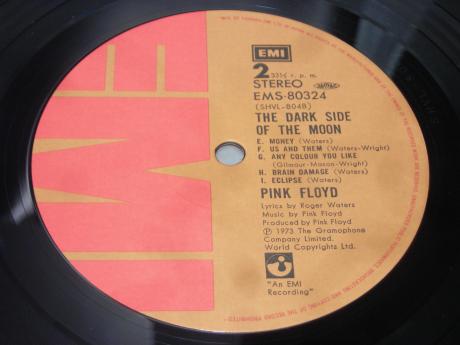 EMI
EMI
2 33⅓ r. p. m.
STEREO
EMS-80324
(SHVL-804B)
THE DARK SIDE
OF THE MOON
E. MONEY (Waters)
F. US AND THEM (Waters-Wright)
G. ANY COLOUR YOU LIKE
(Gilmour-Mason-Wright)
H. BRAIN DAMAGE (Waters)
I. ECLIPSE (Waters)
PINK FLOYD
Lyrics by Roger Waters
Music by Pink Floyd
Produced by Pink Floyd
℗ 1973 The Gramophone
Company Limited.
World Copyrights Ltd.
"An EMI
Recording"